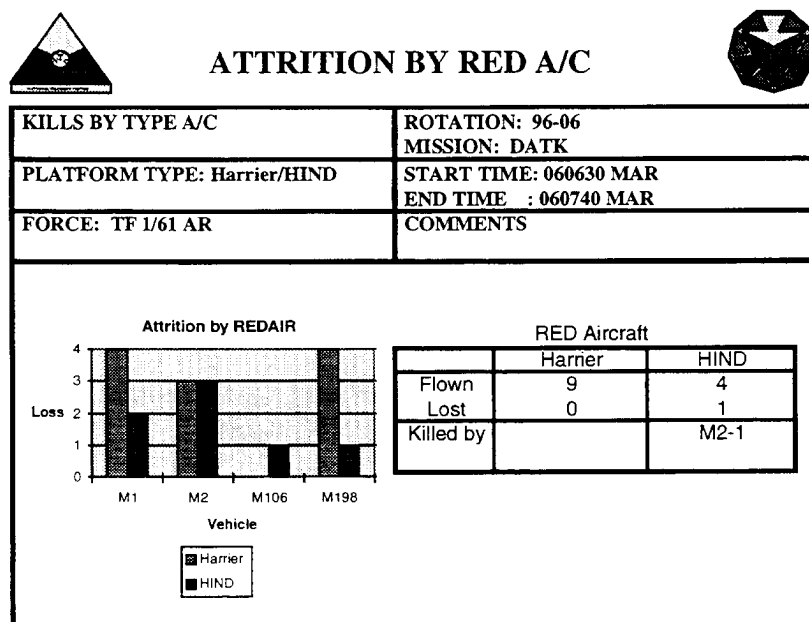 ATTRITION BY RED A/C
KILLS BY TYPE A/C
ROTATION: 96-06
MISSION: DATK
PLATFORM TYPE: Harrier/HIND
START TIME: 060630 MAR
END TIME : 060740 MAR
FORCE: TF 1/61 AR
COMMENTS
Attrition by REDAIR
4
3
Loss 2
1
0
M1 M2 M106 M198
Vehicle
Harrier
HIND
RED Aircraft
Harrier HIND
Flown 9 4
Lost 0 1
Killed by M2-1